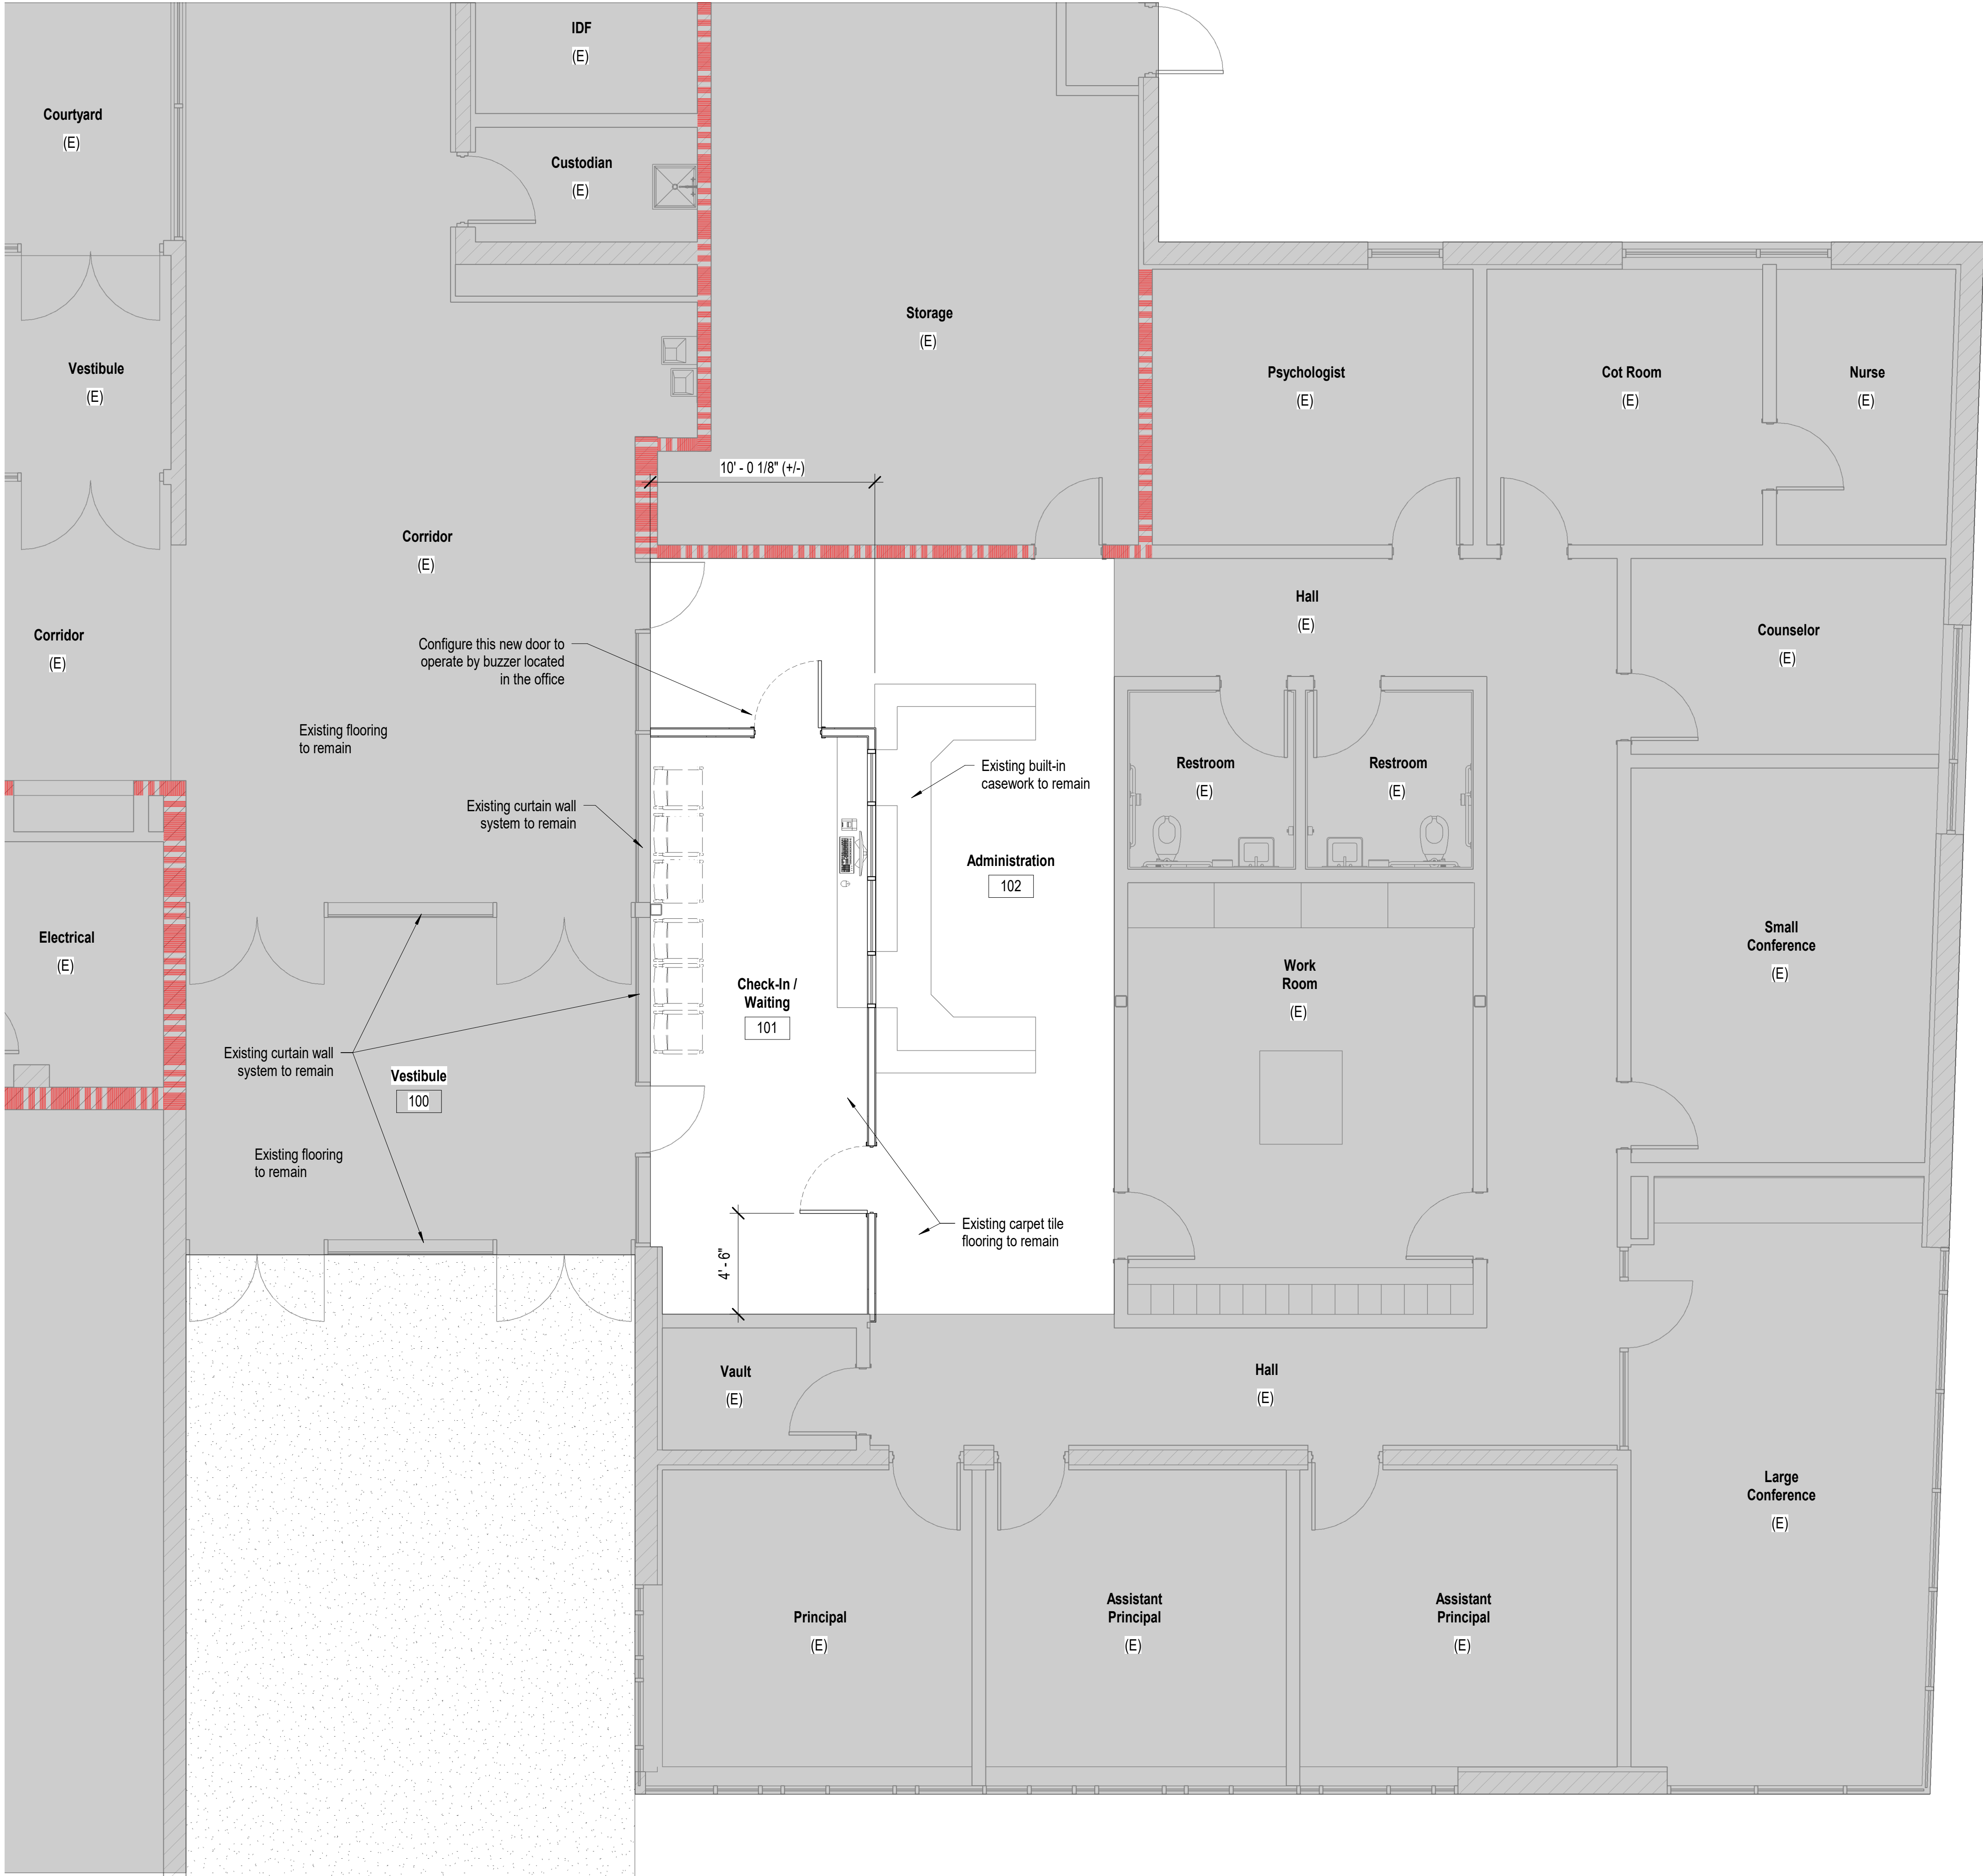 IDF
(E)
Courtyard
(E)
Custodian
(E)
Storage
(E)
Vestibule
(E)
Psychologist
(E)
Cot Room
(E)
Nurse
(E)
10' - 0 1/8" (+/-)
Corridor
(E)
Corridor
(E)
Hall
(E)
Counselor
(E)
Configure this new door to
operate by buzzer located
in the office
Existing flooring
to remain
Existing curtain wall
system to remain
Existing built-in
casework to remain
Restroom
(E)
Restroom
(E)
Administration
102
Electrical
(E)
Small
Conference
(E)
Work
Room
(E)
Check-In /
Waiting
101
Existing curtain wall
system to remain
Vestibule
100
Existing flooring
to remain
4' - 6"
Existing carpet tile
flooring to remain
Vault
(E)
Hall
(E)
Large
Conference
(E)
Principal
(E)
Assistant
Principal
(E)
Assistant
Principal
(E)